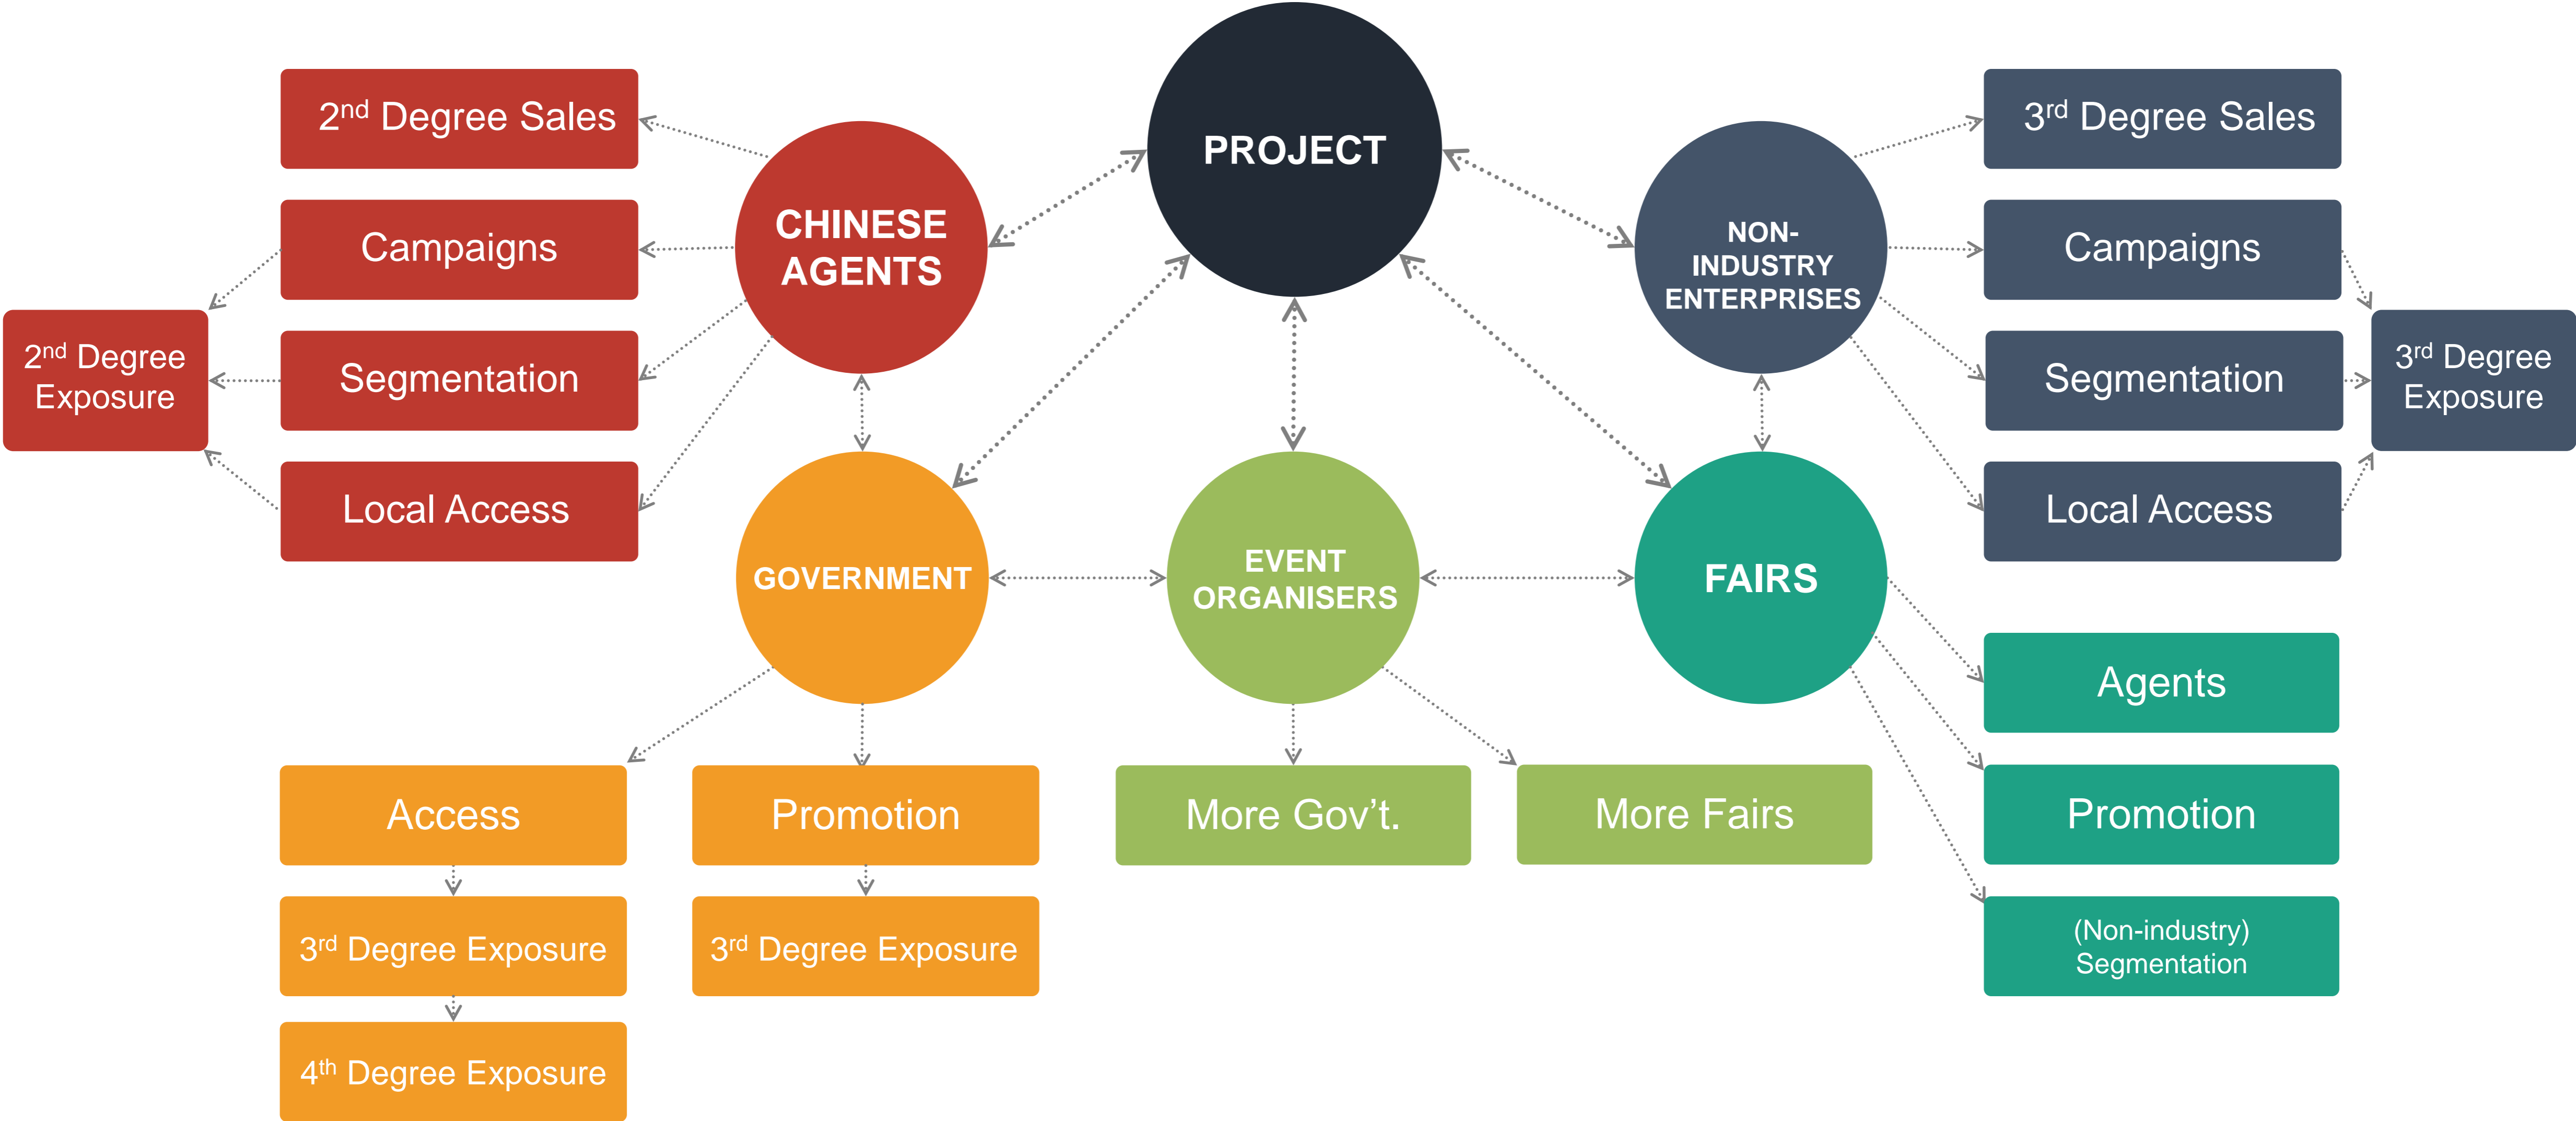 PROJECT
2nd Degree Sales
Campaigns
Segmentation
Local Access
2nd Degree
Exposure
CHINESE
AGENTS
NON-
INDUSTRY
ENTERPRISES
3rd Degree Sales
Campaigns
Segmentation
Local Access
3rd Degree
Exposure
GOVERNMENT
EVENT
ORGANISERS
FAIRS
Access
3rd Degree Exposure
4th Degree Exposure
Promotion
3rd Degree Exposure
More Gov’t.
More Fairs
Agents
Promotion
(Non-industry)
Segmentation